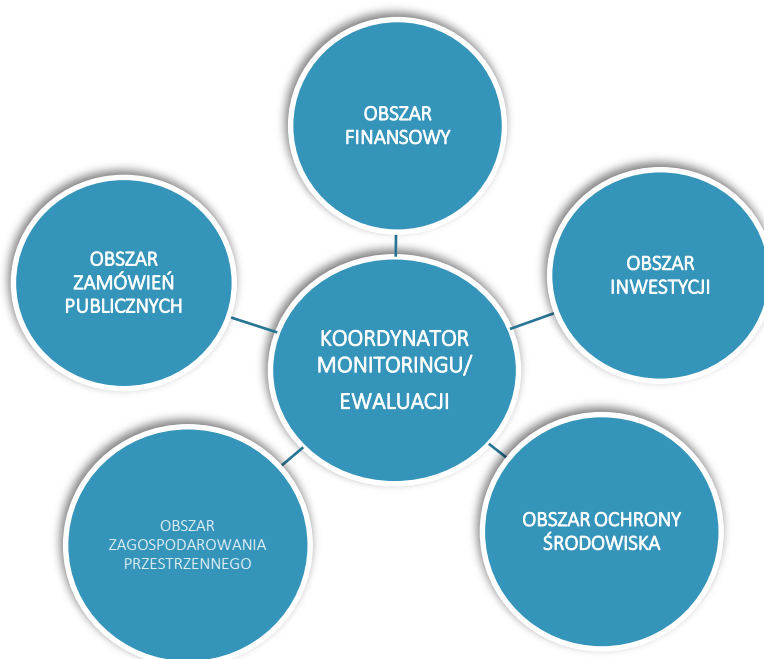 OBSZAR
FINANSOWY
OBSZAR
ZAMÓWIEŃ
PUBLICZNYCH
OBSZAR
INWESTYCJI
KOORDYNATOR
MONITORINGU/
EWALUACJI
OBSZAR
ZAGOSPODAROWANIA
PRZESTRZENNEGO
OBSZAR OCHRONY
ŚRODOWISKA